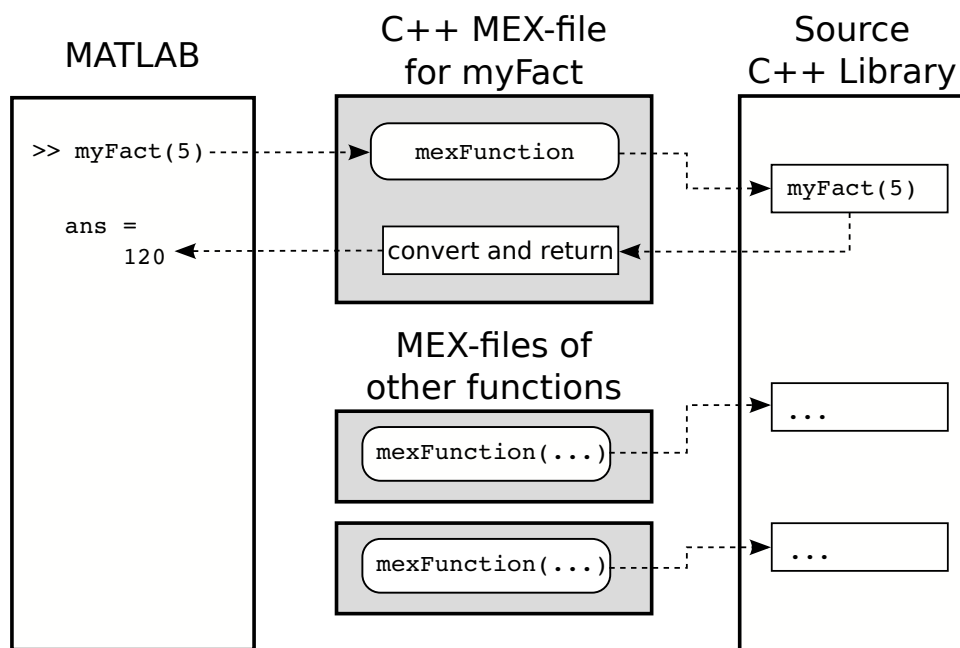 MATLAB
>> myFact(5)
ans =
120
C++ MEX-file
for myFact
mexFunction
convert and return
MEX-files of
other functions
mexFunction(...)
mexFunction(...)
Source
C++ Library
myFact(5)
...
...